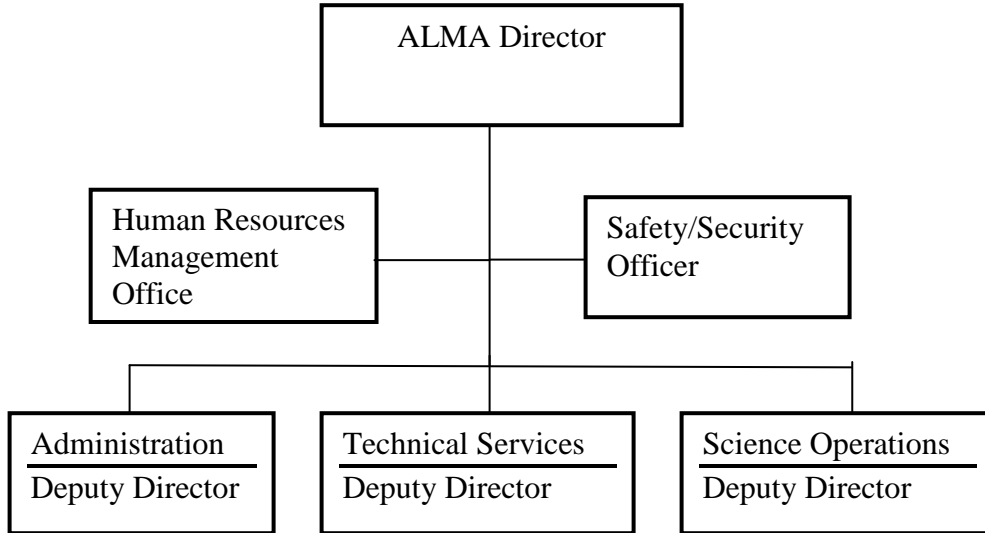 ALMA Director
Human Resources
Management
Office
Safety/Security
Officer
Administration
Deputy Director
Technical Services
Deputy Director
Science Operations
Deputy Director